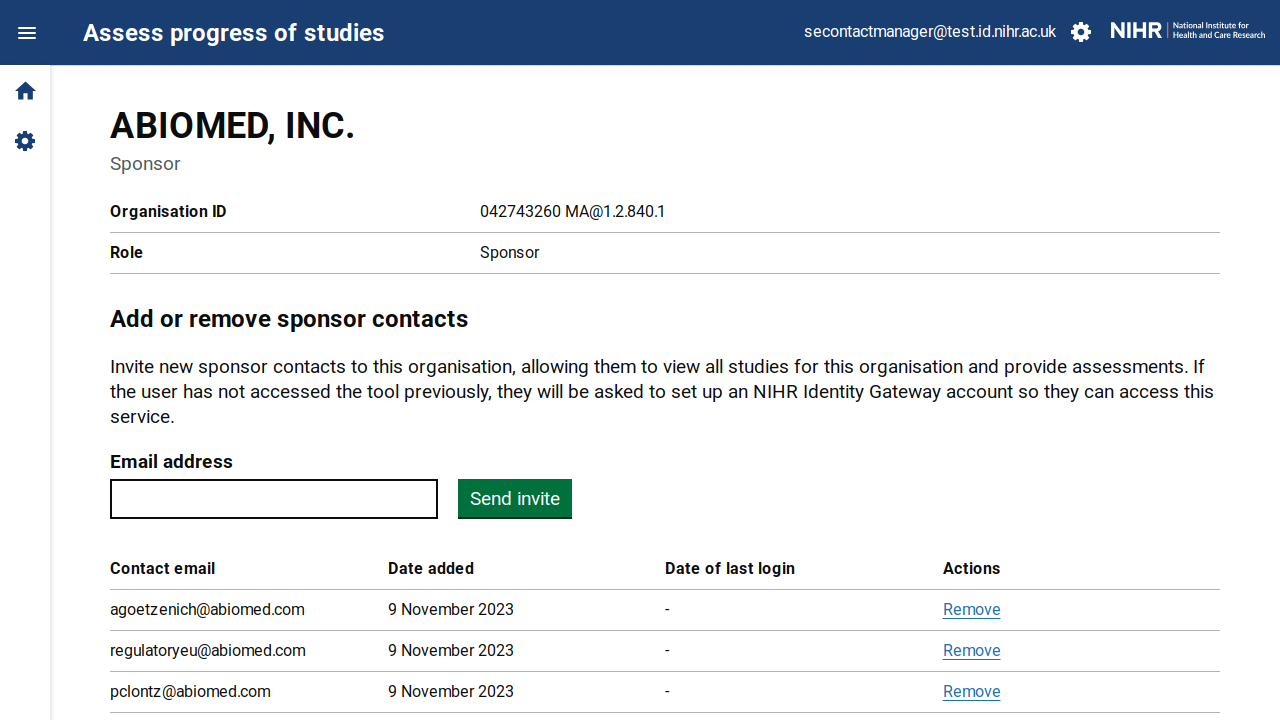 Assess progress of studies
secontactmanager@test.id.nihr.ac.uk
NIHR | National Institute for
Health and Care Research
ABIOMED, INC.
Sponsor
Organisation ID 042743260 MA@1.2.840.1
Role Sponsor
Add or remove sponsor contacts
Invite new sponsor contacts to this organisation, allowing them to view all studies for this organisation and provide assessments. If
the user has not accessed the tool previously, they will be asked to set up an NIHR Identity Gateway account so they can access this
service.
Email address
Send invite
Contact email Date added Date of last login Actions
agoetzenich@abiomed.com 9 November 2023 - Remove
regulatoryeu@abiomed.com 9 November 2023 - Remove
pclontz@abiomed.com 9 November 2023 - Remove